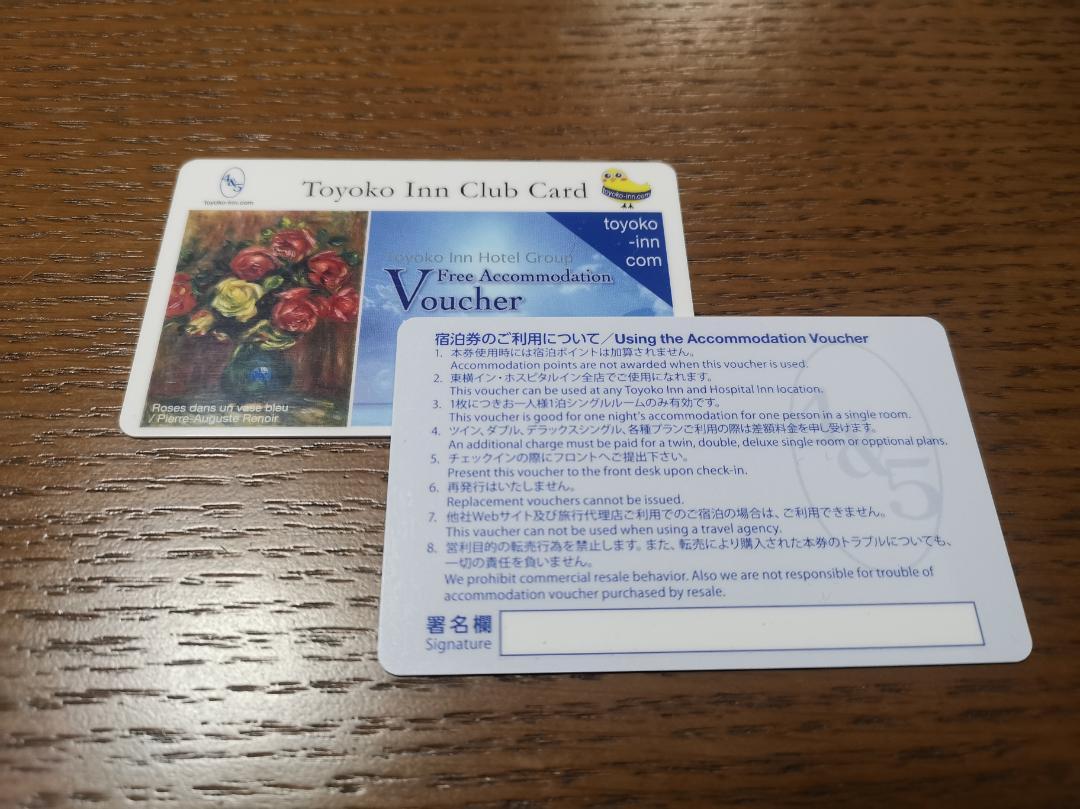 A&5
toyoko-inn.com
Toyoko Inn Club Card
toyoko-inn.com
toyoko
-inn
com
Toyoko Inn Hotel Group
Free Accommodation
Voucher
Roses dans un vase bleu
/ Pierre-Auguste Renoir
宿泊券のご利用について/Using the Accommodation Voucher
1. 本券使用時には宿泊ポイントは加算されません。
Accommodation points are not awarded when this voucher is used.
2. 東横イン・ホスピタルイン全店でご使用になれます。
This voucher can be used at any Toyoko Inn and Hospital Inn location.
3. 1枚につきお一人様1泊シングルルームのみ有効です。
This voucher is good for one night's accommodation for one person in a single room.
4. ツイン、ダブル、デラックスシングル、各種プランご利用の際は差額料金を申し受けます。
An additional charge must be paid for a twin, double, deluxe single room or opptional plans.
5. チェックインの際にフロントへご提出下さい。
Present this voucher to the front desk upon check-in.
6. 再発行はいたしません。
Replacement vouchers cannot be issued.
7. 他社Webサイト及び旅行代理店ご利用でのご宿泊の場合は、ご利用できません。
This vaucher can not be used when using a travel agency.
8. 営利目的の転売行為を禁止します。また、転売により購入された本券のトラブルについても、
一切の責任を負いません。
We prohibit commercial resale behavior. Also we are not responsible for trouble of
accommodation voucher purchased by resale.
A&5
署名欄
Signature